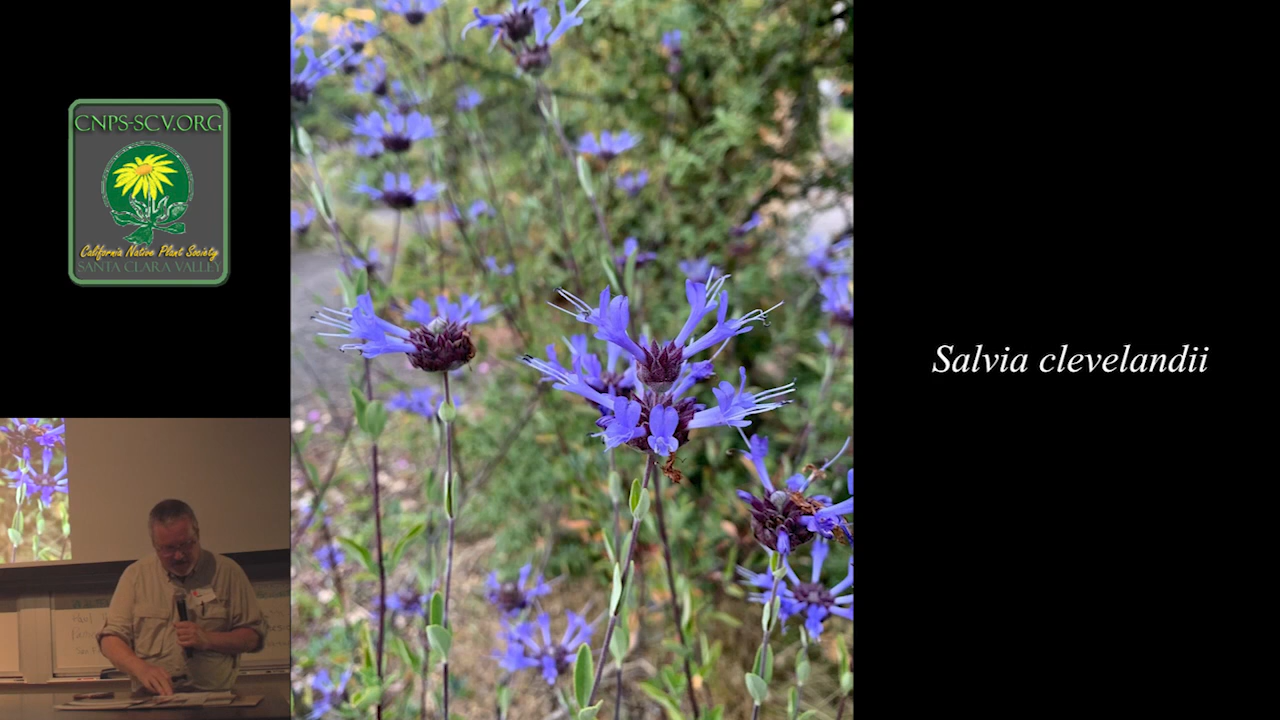 CNPS-SCV.ORG
California Native Plant Society
SANTA CLARA VALLEY
Salvia clevelandii